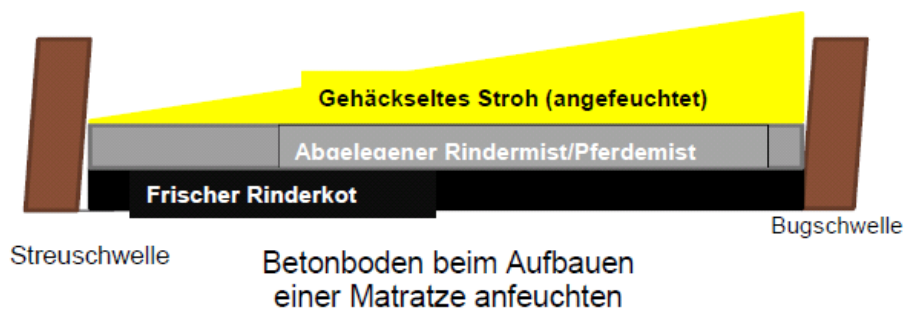 Gehäckseltes Stroh (angefeuchtet)
Abgelegener Rindermist/Pferdemist
Frischer Rinderkot
Bugschwelle
Streuschwelle
Betonboden beim Aufbauen
einer Matratze anfeuchten